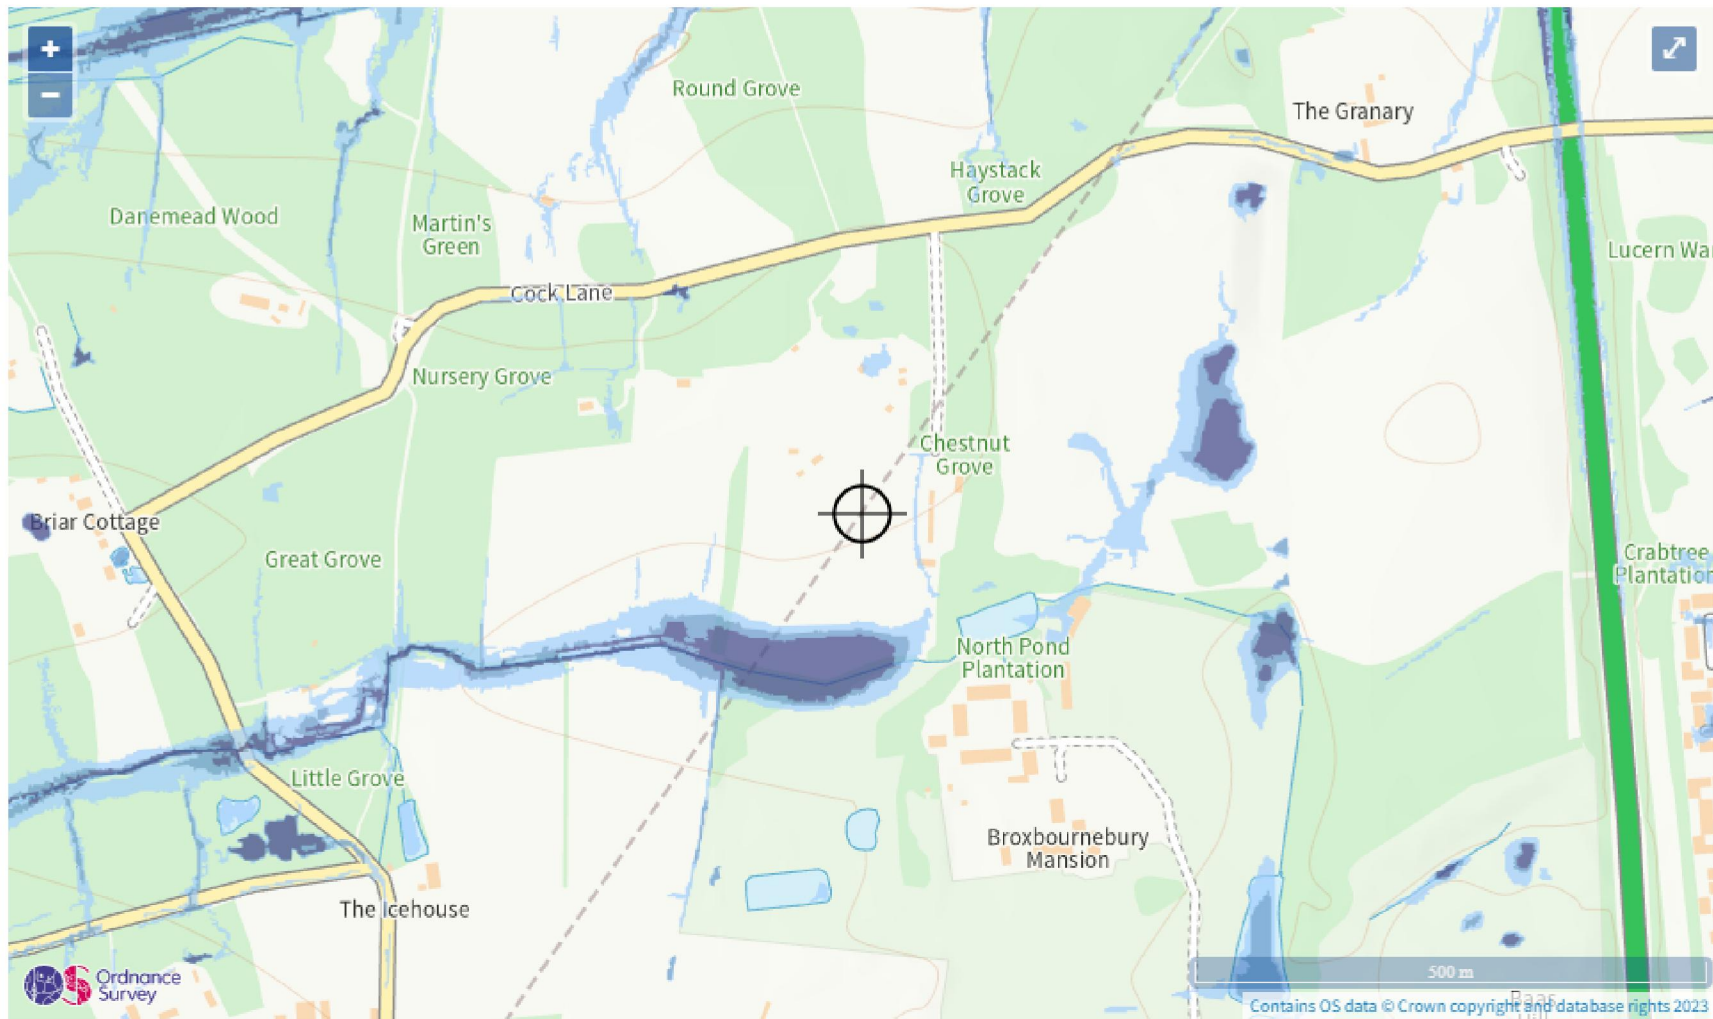 +
−
Round Grove
The Granary
Haystack
Grove
Danemead Wood
Martin's
Green
Lucern Wa
Cock Lane
Nursery Grove
Chestnut
Grove
Briar Cottage
Great Grove
Crabtree
Plantation
North Pond
Plantation
Little Grove
Broxbournebury
Mansion
The Icehouse
Ordnance
Survey
500 m
Baas
Contains OS data © Crown copyright and database rights 2023